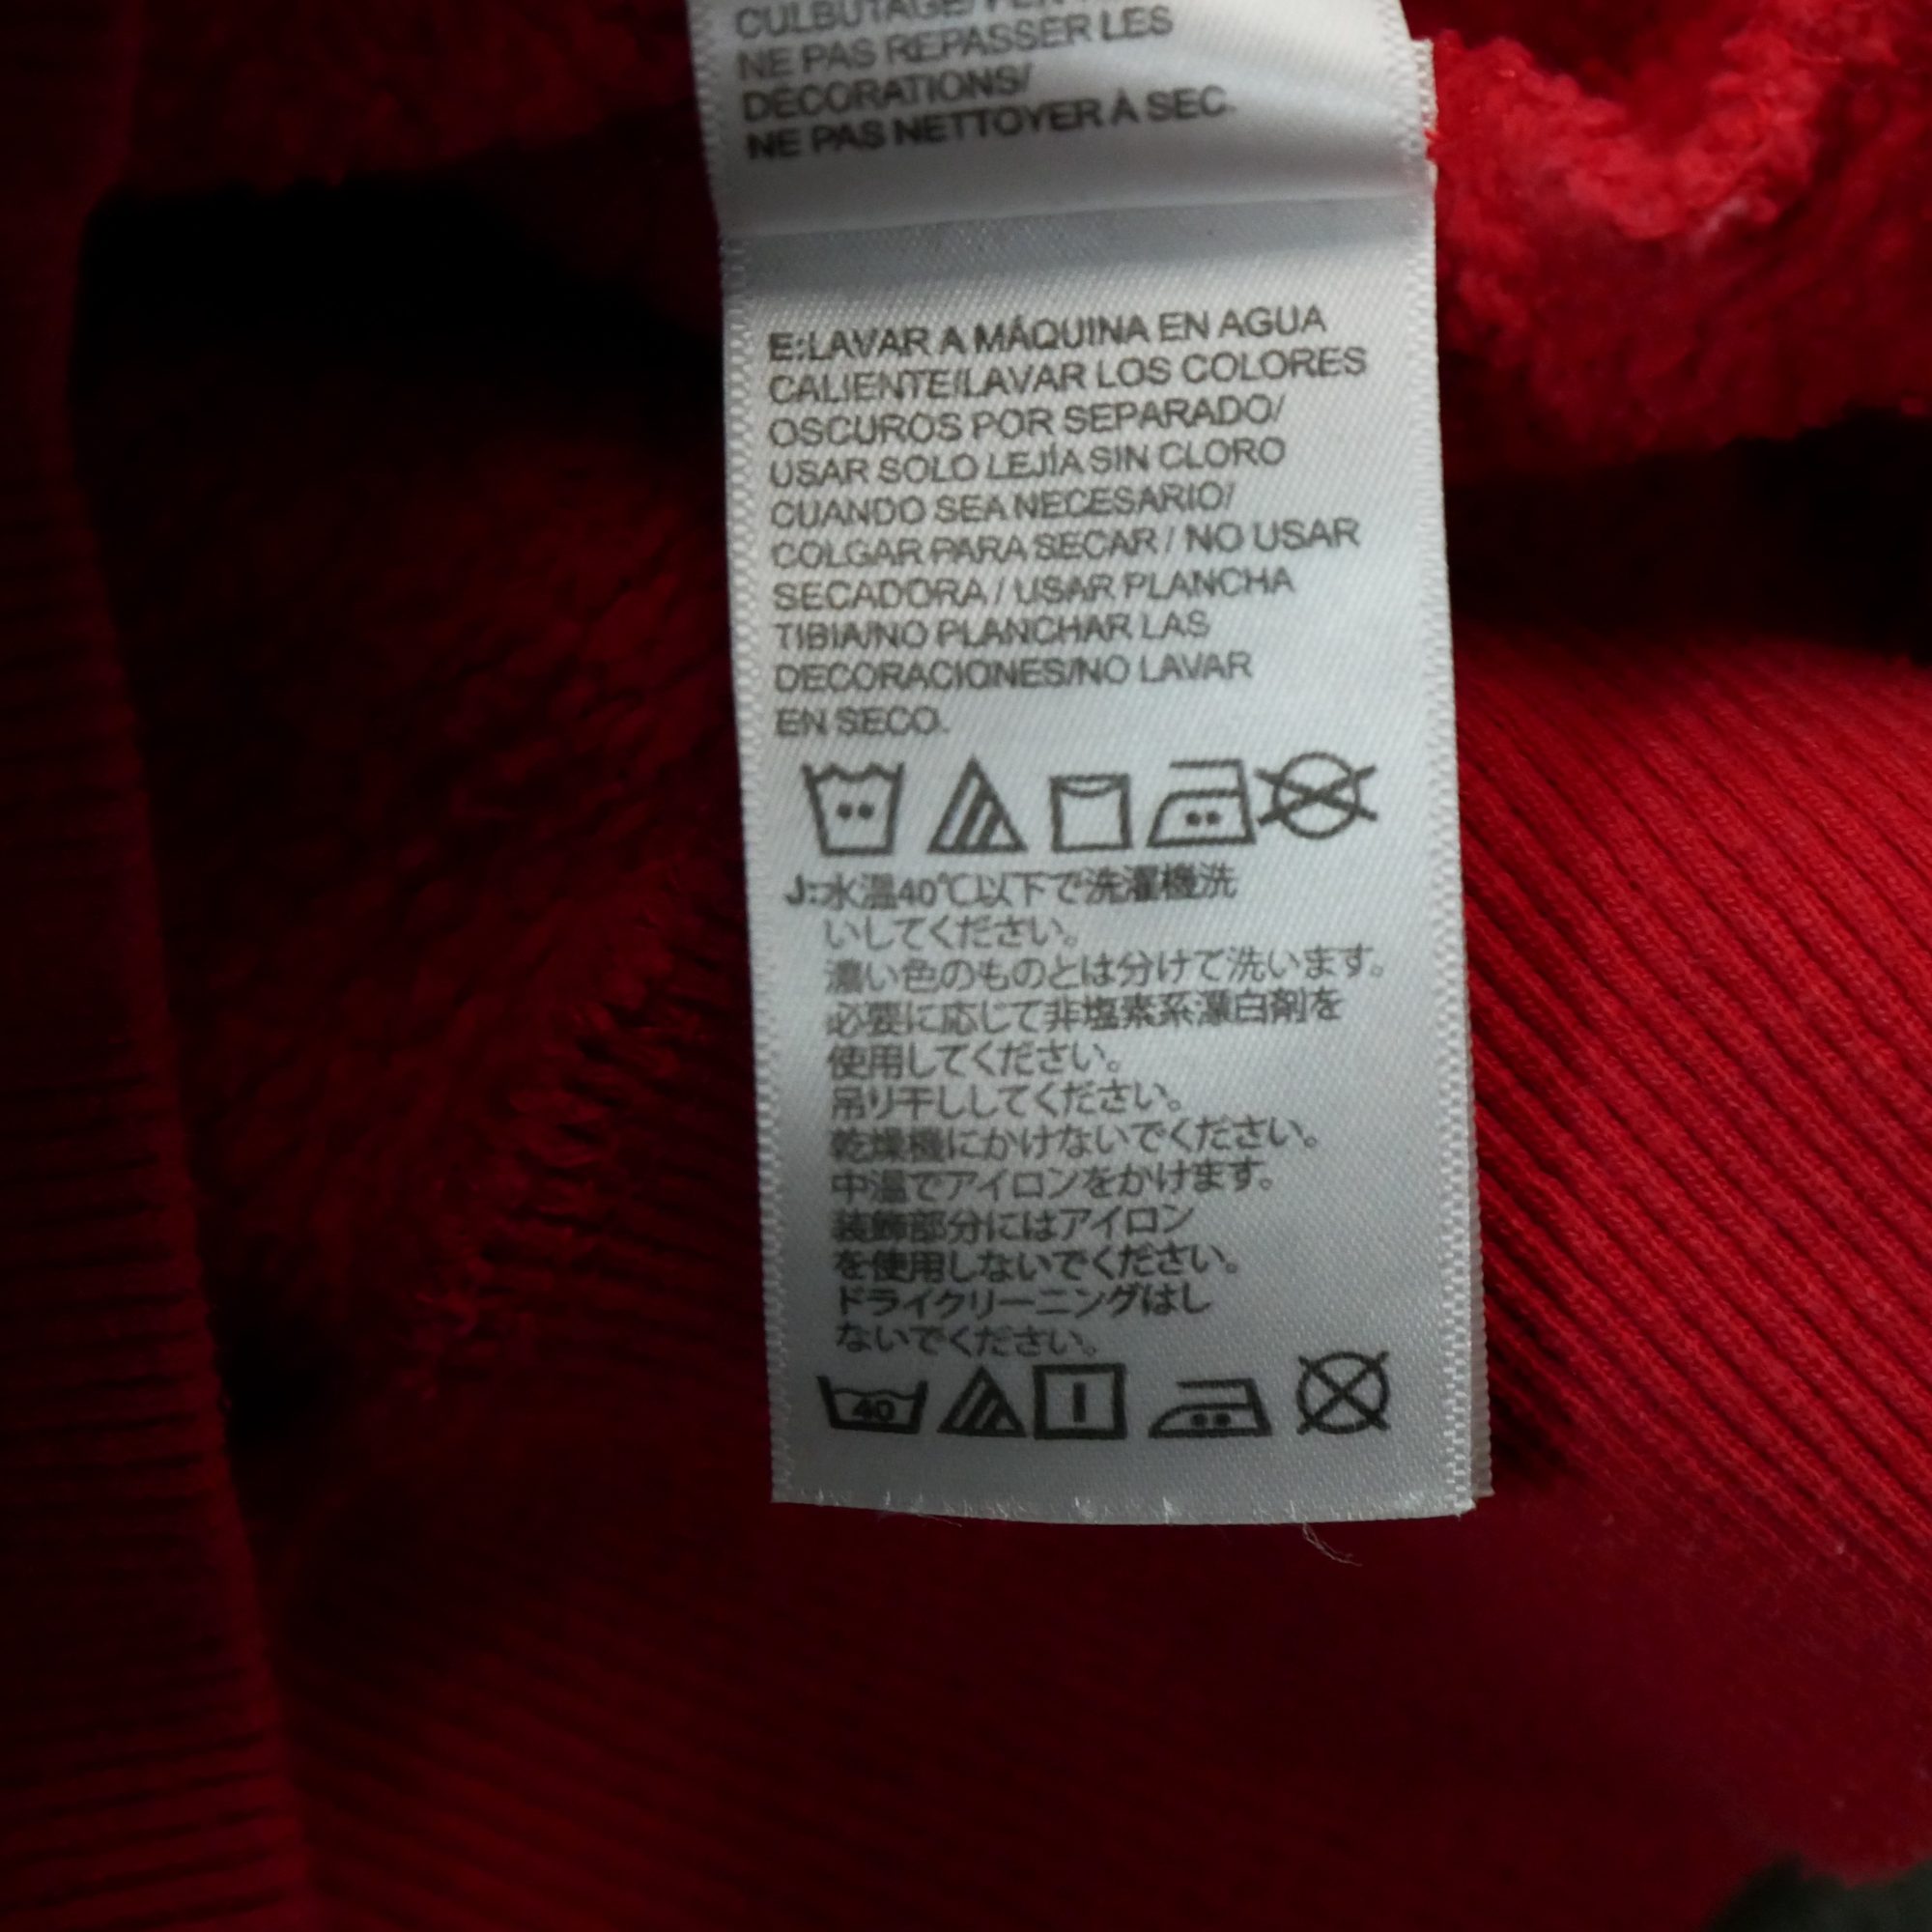 CULBUTAGE/
NE PAS REPASSER LES
DÉCORATIONS/
NE PAS NETTOYER À SEC.
E:LAVAR A MÁQUINA EN AGUA
CALIENTE/LAVAR LOS COLORES
OSCUROS POR SEPARADO/
USAR SOLO LEJÍA SIN CLORO
CUANDO SEA NECESARIO/
COLGAR PARA SECAR / NO USAR
SECADORA / USAR PLANCHA
TIBIA/NO PLANCHAR LAS
DECORACIONES/NO LAVAR
EN SECO.
J:水温40℃以下で洗濯機洗
いしてください。
濃い色のものとは分けて洗います。
必要に応じて非塩素系漂白剤を
使用してください。
吊り干ししてください。
乾燥機にかけないでください。
中温でアイロンをかけます。
装飾部分にはアイロン
を使用しないでください。
ドライクリーニングはし
ないでください。
40